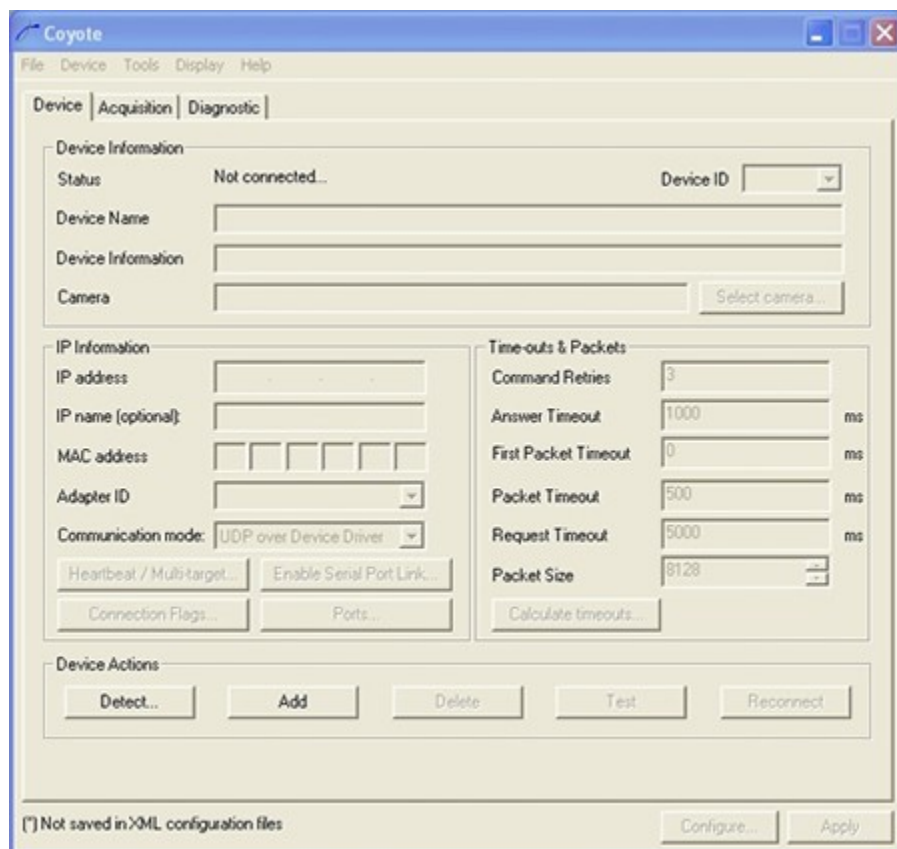 Coyote
File Device Tools Display Help
Device Acquisition Diagnostic
Device Information
Status Not connected... Device ID
Device Name
Device Information
Camera Select camera...
IP Information
IP address . . .
IP name (optional):
MAC address
Adapter ID
Communication mode: UDP over Device Driver
Heartbeat / Multi-target... Enable Serial Port Link...
Connection Flags... Ports...
Time-outs & Packets
Command Retries 3
Answer Timeout 1000 ms
First Packet Timeout 0 ms
Packet Timeout 500 ms
Request Timeout 5000 ms
Packet Size 8128
Calculate timeouts...
Device Actions
Detect... Add Delete Test Reconnect
(*) Not saved in XML configuration files
Configure... Apply